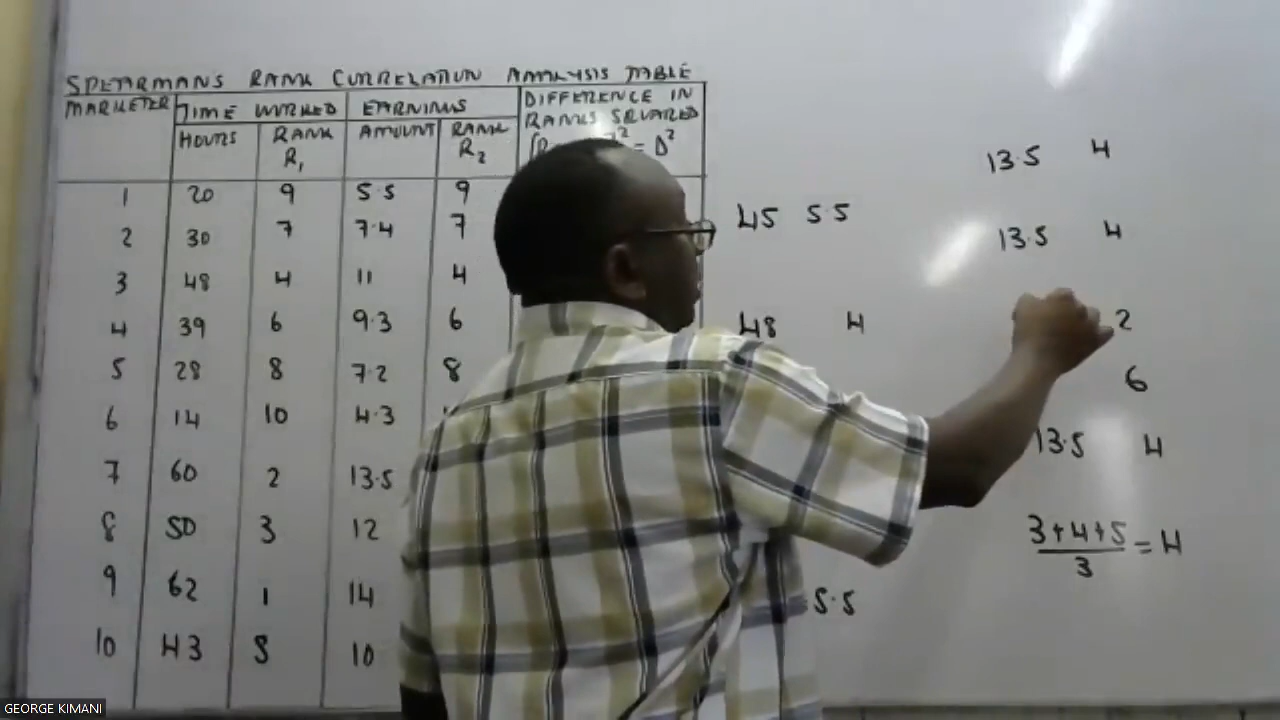 SPEARMANS RANK CORRELATION ANALYSIS TABLE
MARKETER TIME WORKED EARNINGS DIFFERENCE IN RANKS SQUARED
HOURS RANK R₁ AMOUNT RANK R₂ = D²
1 20 9 5.5 9
2 30 7 7.4 7
3 48 4 11 4
4 39 6 9.3 6
5 28 8 7.2 8
6 14 10 4.3
7 60 2 13.5
8 50 3 12
9 62 1 14
10 43 5 10
45 5.5
48 4
5.5
13.5 4
13.5 4
2
6
13.5 4
3+4+5
3
= 4
GEORGE KIMANI